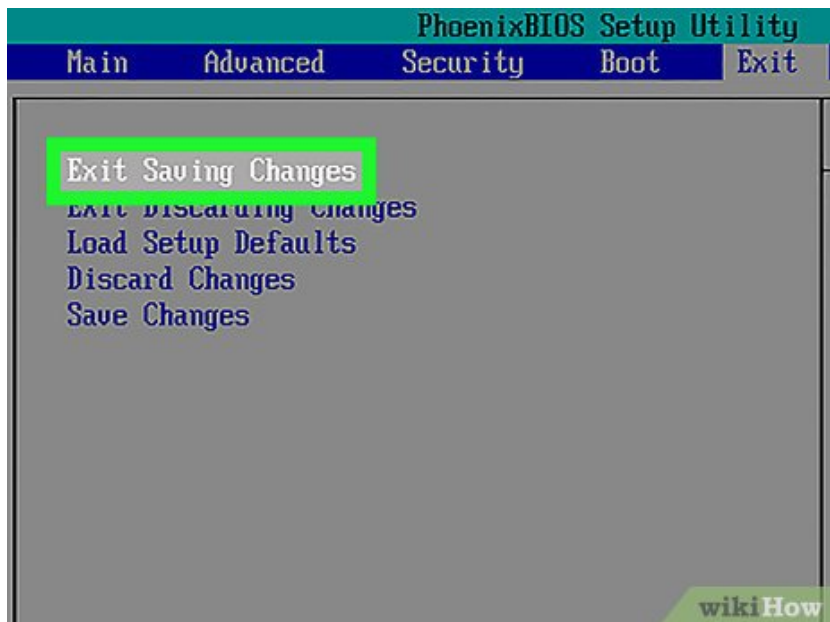 PhoenixBIOS Setup Utility
Main Advanced Security Boot Exit
Exit Saving Changes
Exit Discarding Changes
Load Setup Defaults
Discard Changes
Save Changes
wikiHow